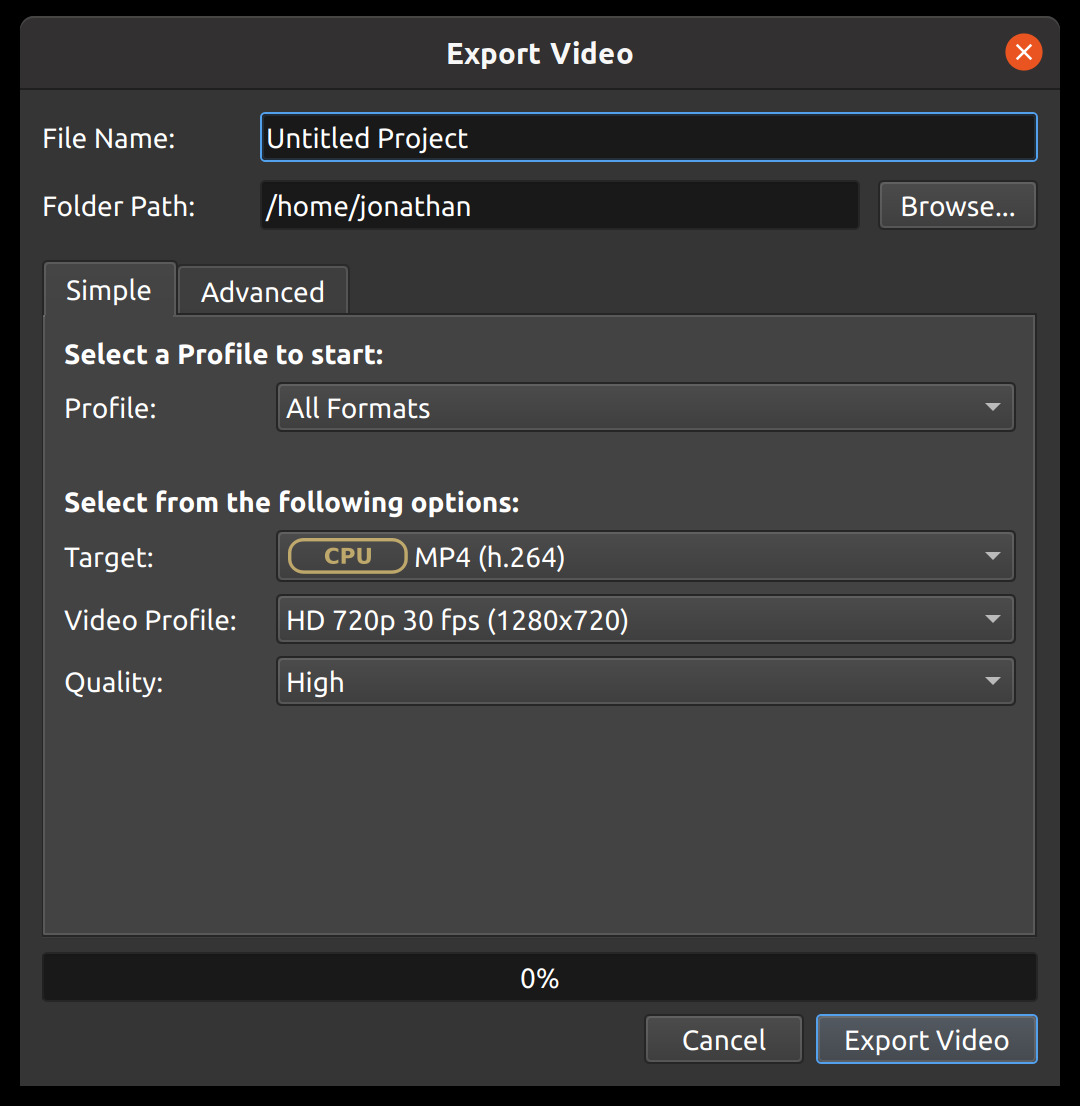 Export Video
File Name: Untitled Project
Folder Path: /home/jonathan Browse...
Simple Advanced
Select a Profile to start:
Profile: All Formats
Select from the following options:
Target: CPU MP4 (h.264)
Video Profile: HD 720p 30 fps (1280x720)
Quality: High
0%
Cancel Export Video